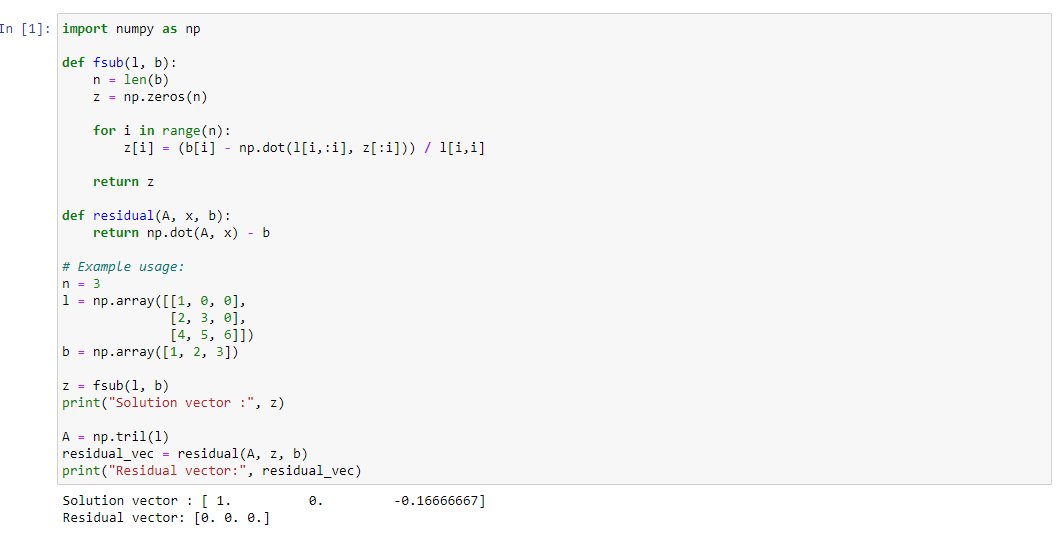 In [1]: import numpy as np
def fsub(l, b):
    n = len(b)
    z = np.zeros(n)
    for i in range(n):
        z[i] = (b[i] - np.dot(l[i,:i], z[:i])) / l[i,i]
    return z
def residual(A, x, b):
    return np.dot(A, x) - b
# Example usage:
n = 3
l = np.array([[1, 0, 0],
              [2, 3, 0],
              [4, 5, 6]])
b = np.array([1, 2, 3])
z = fsub(l, b)
print("Solution vector :", z)
A = np.tril(l)
residual_vec = residual(A, z, b)
print("Residual vector:", residual_vec)
Solution vector : [ 1.          0.         -0.16666667]
Residual vector: [0. 0. 0.]